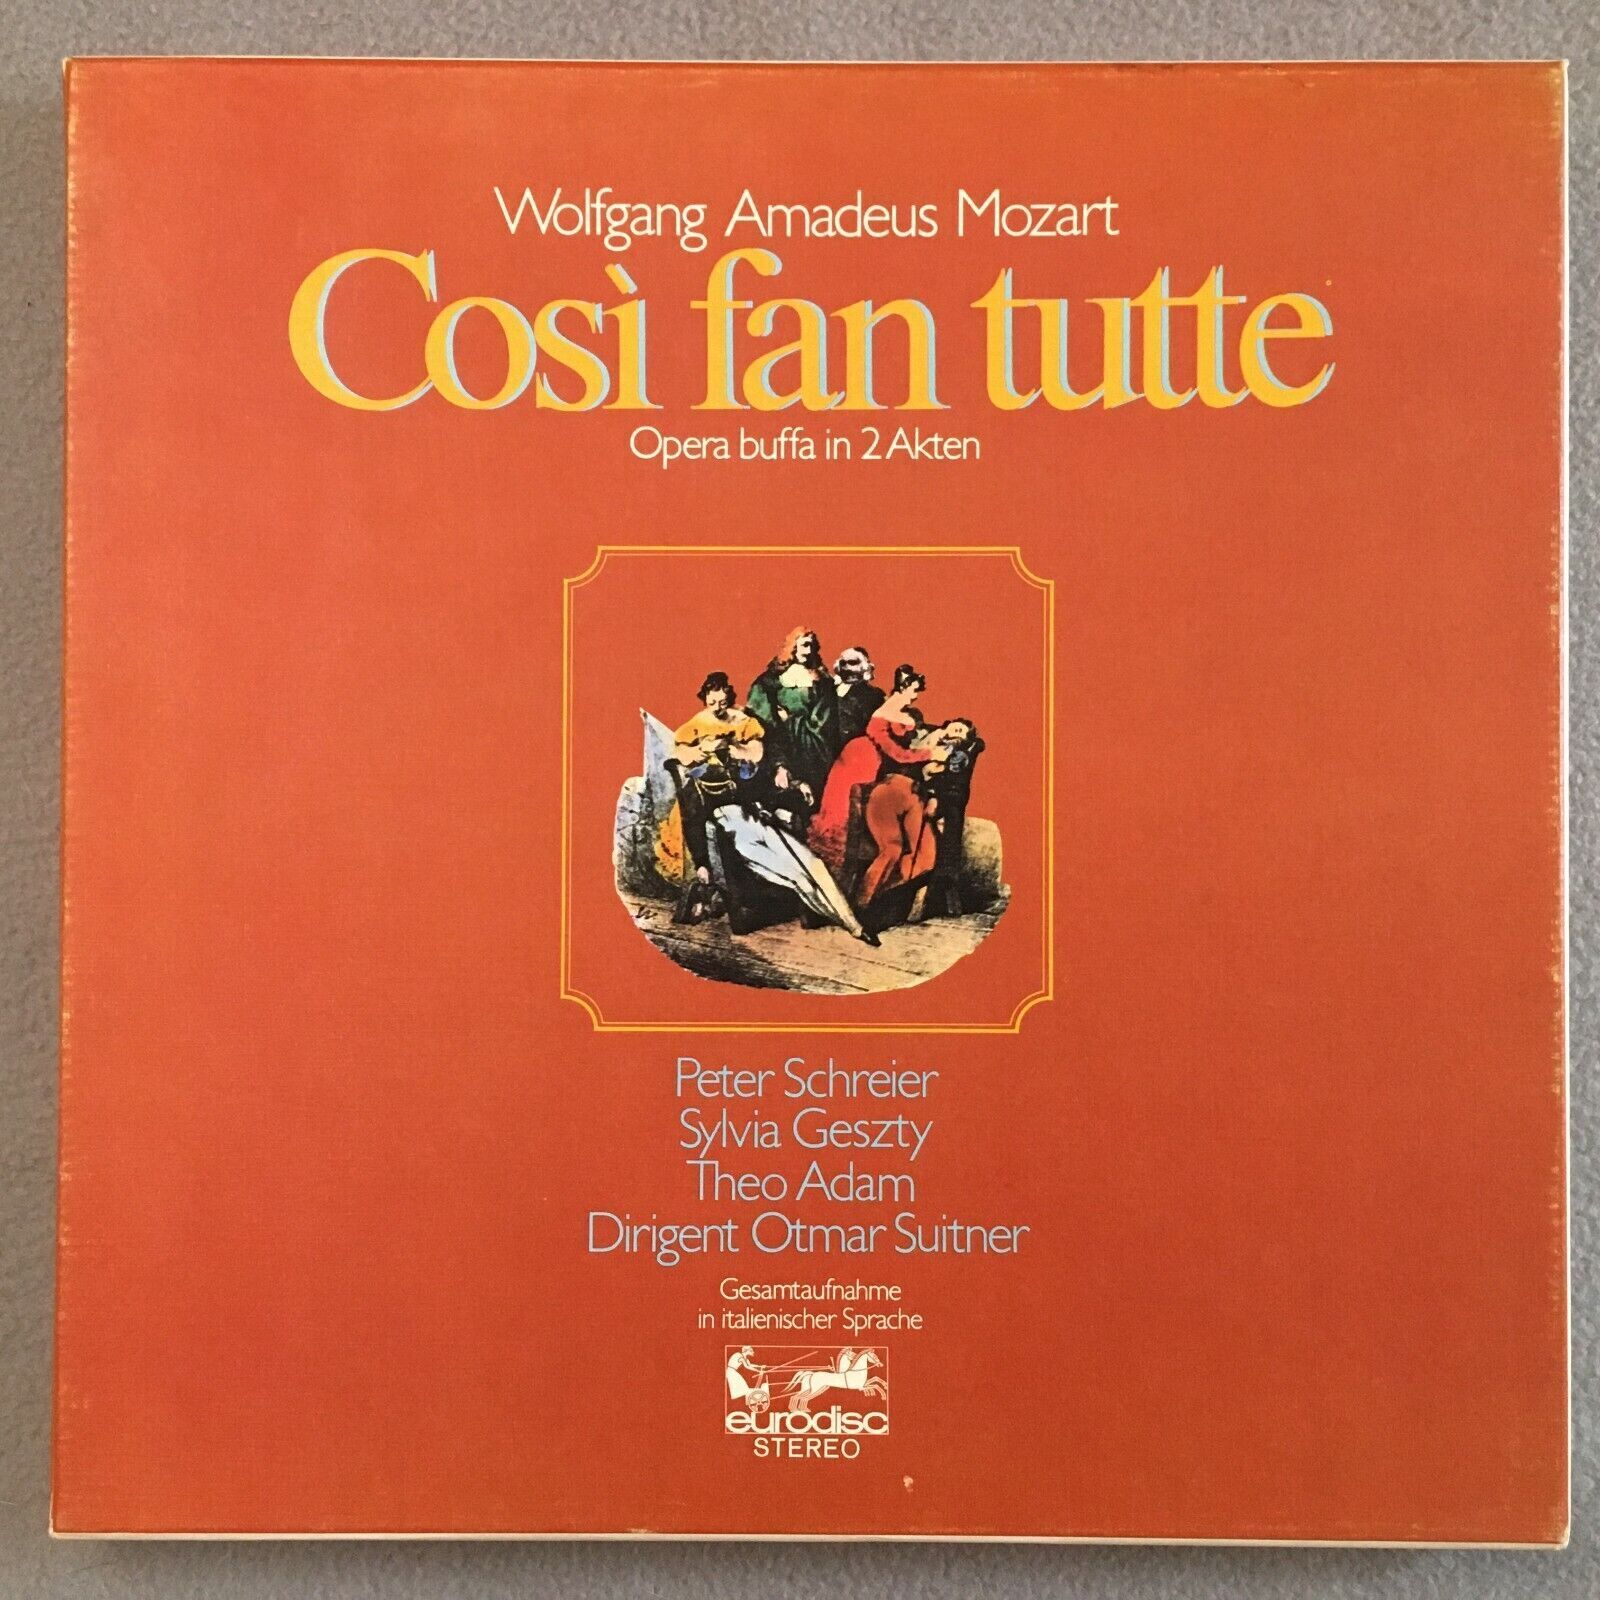 Wolfgang Amadeus Mozart
Così fan tutte
Opera buffa in 2 Akten
Peter Schreier
Sylvia Geszty
Theo Adam
Dirigent Otmar Suitner
Gesamtaufnahme
in italienischer Sprache
eurodisc
STEREO